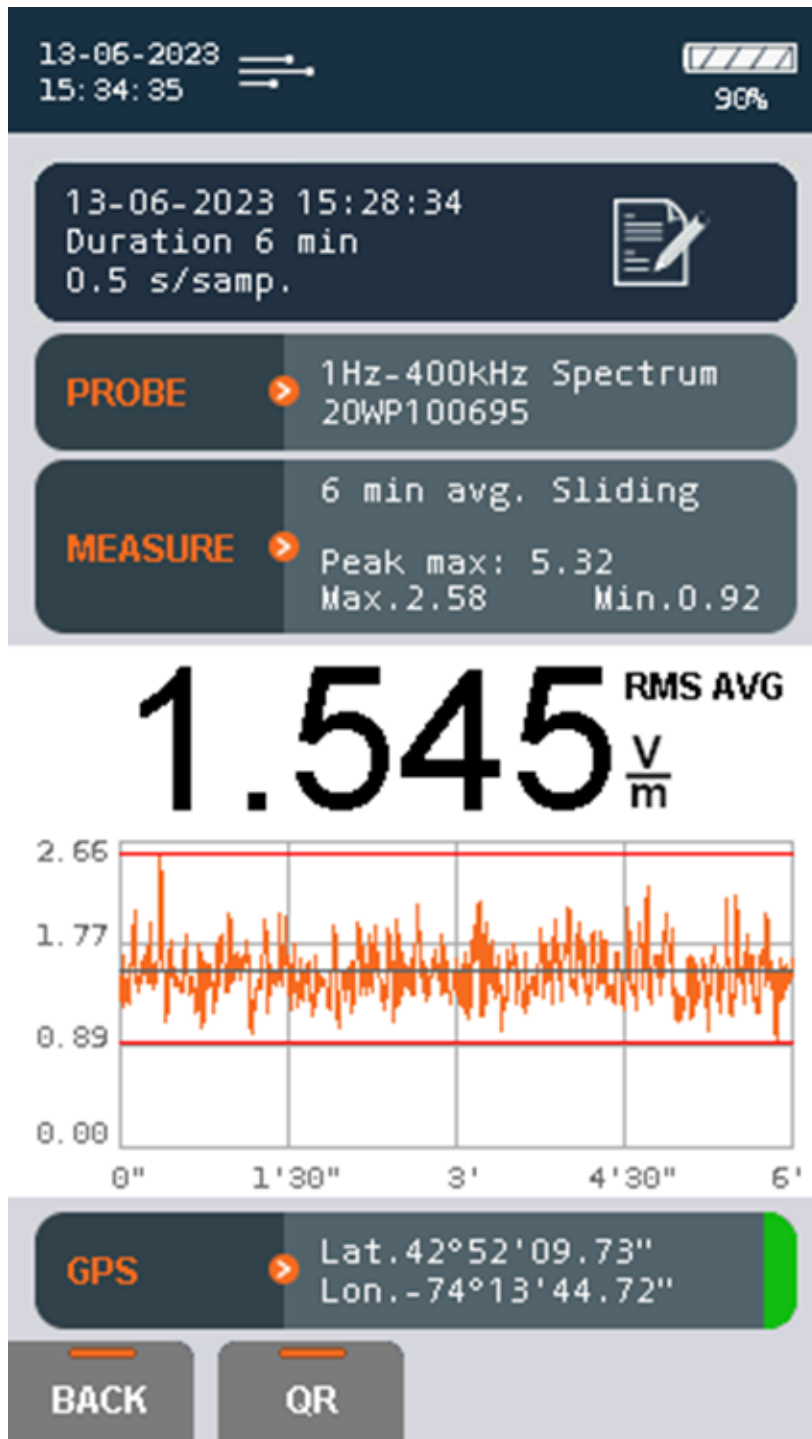 13-06-2023
15:34:35
90%
13-06-2023 15:28:34
Duration 6 min
0.5 s/samp.
PROBE
1Hz-400kHz Spectrum
20WP100695
MEASURE
6 min avg. Sliding
Peak max: 5.32
Max.2.58 Min.0.92
1.545 RMS AVG
V
m
2.66
1.77
0.89
0.00
0" 1'30" 3' 4'30" 6'
GPS
Lat.42°52'09.73"
Lon.-74°13'44.72"
BACK QR